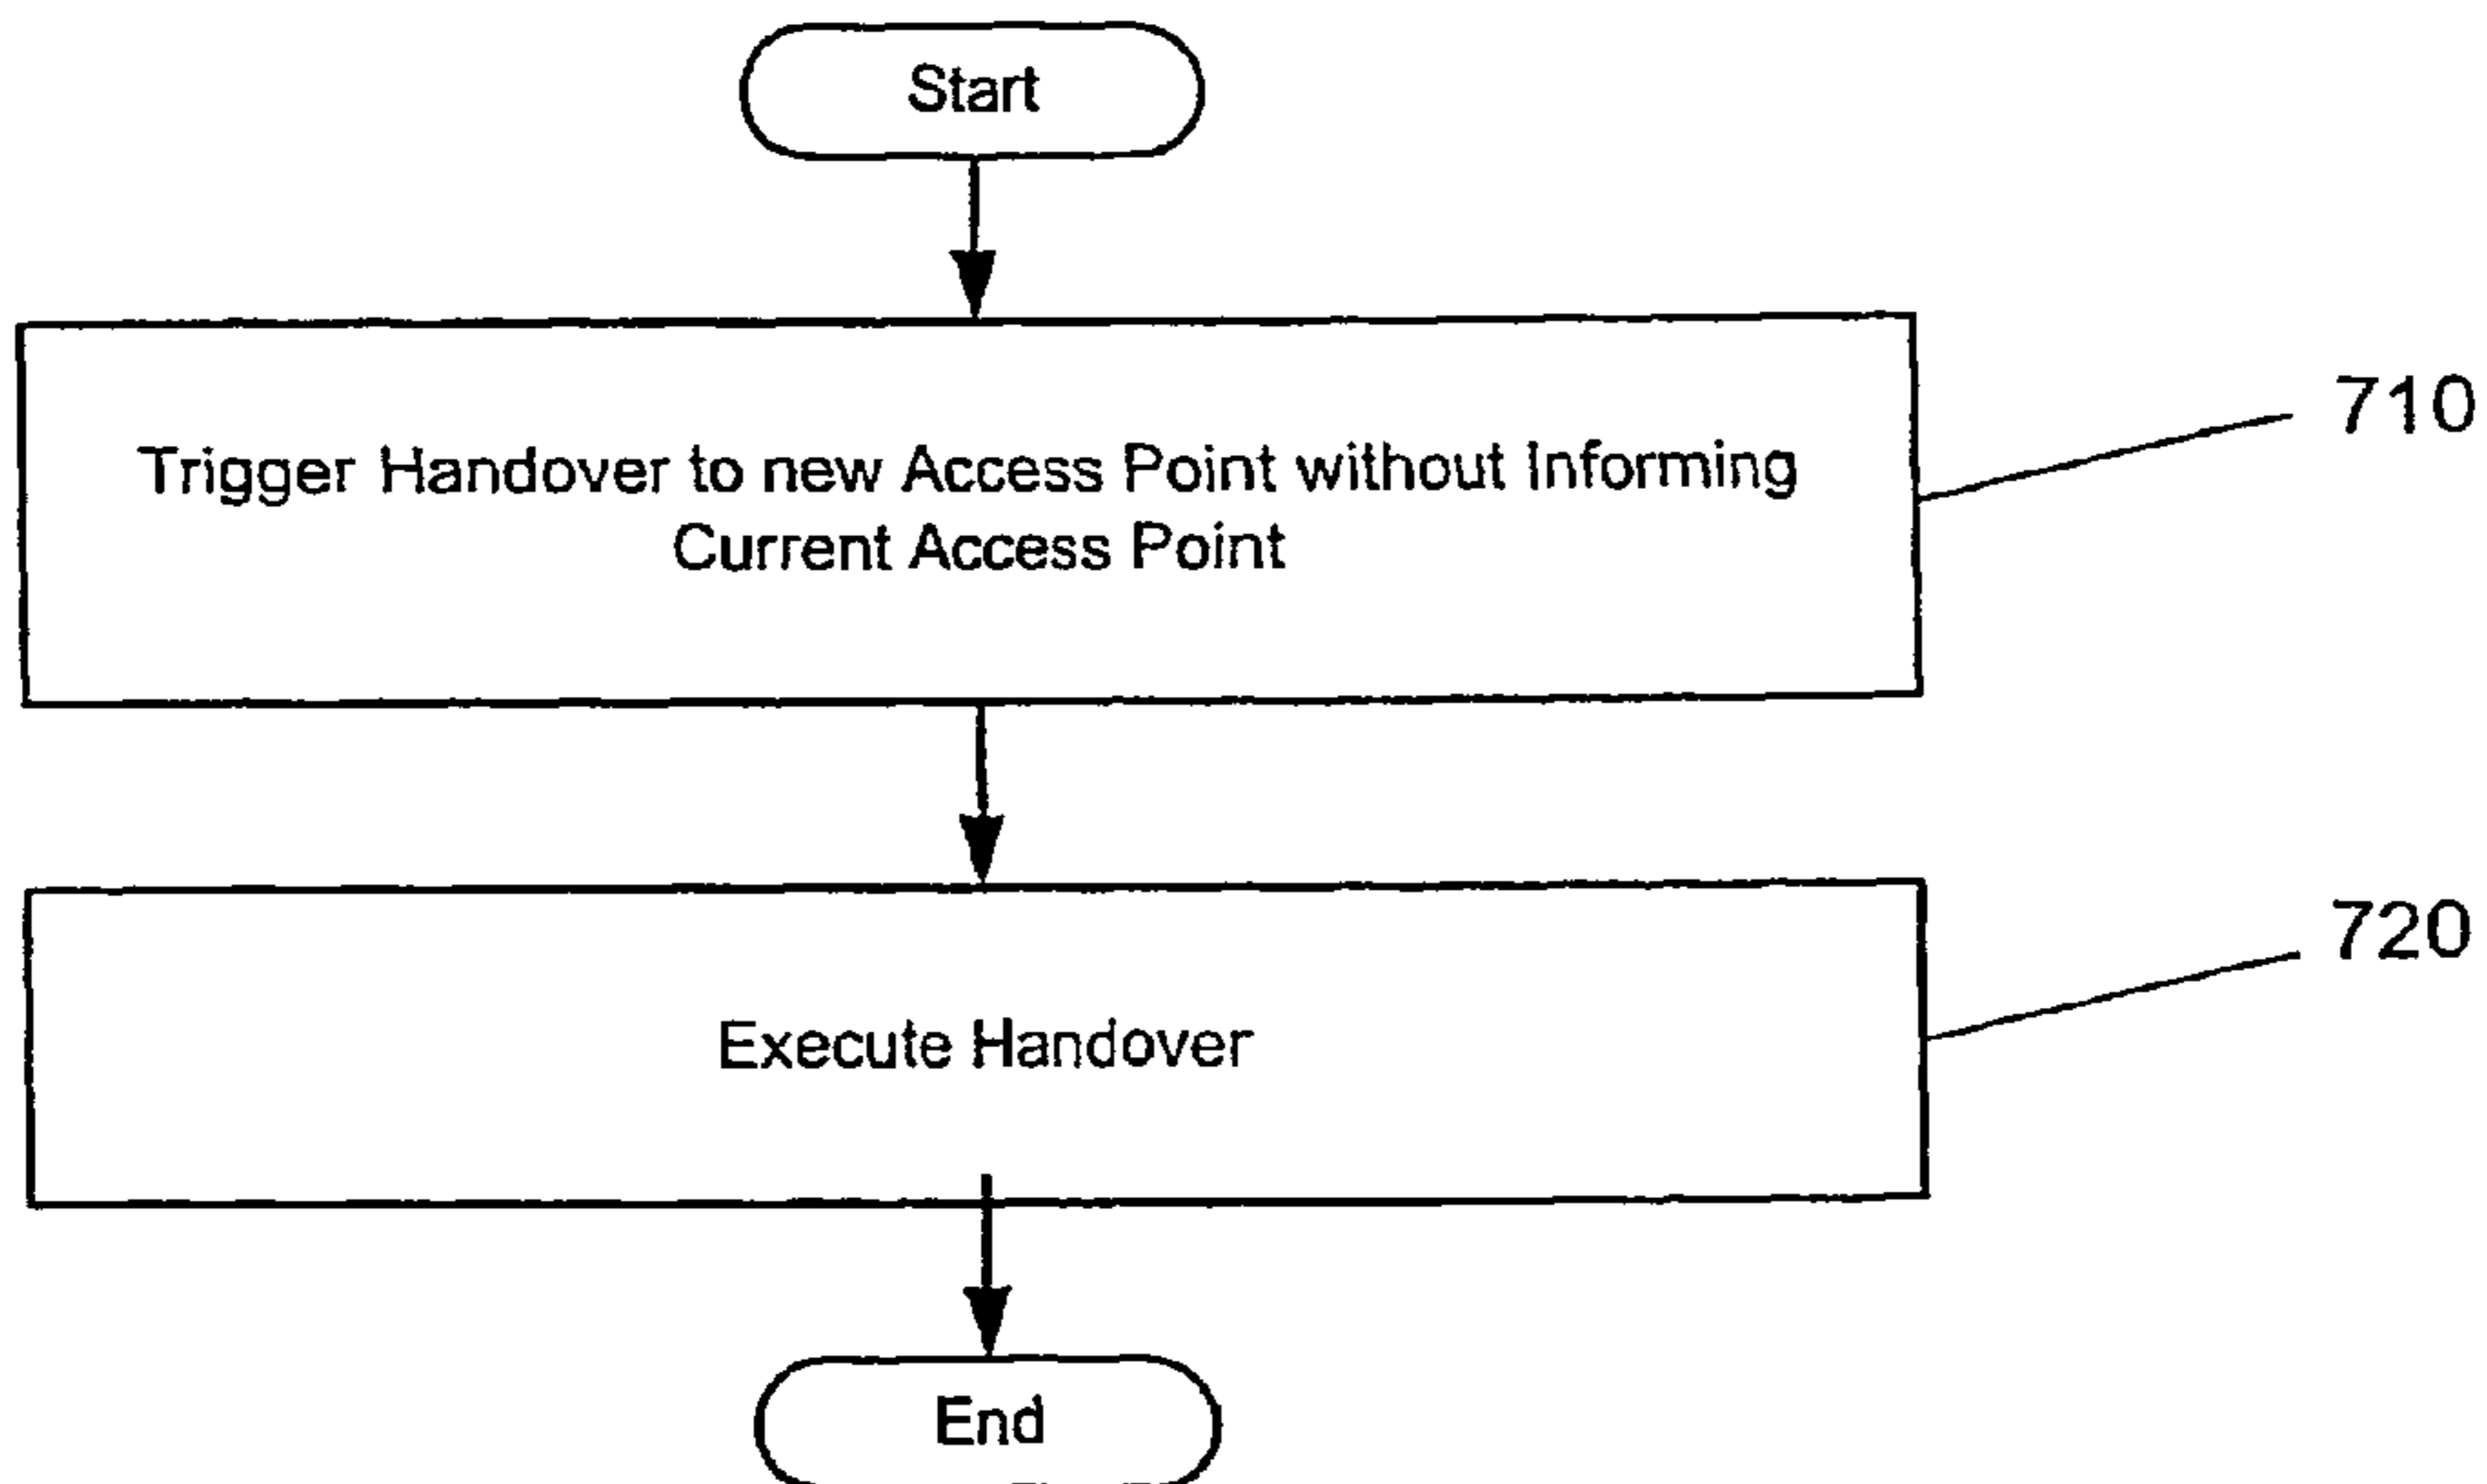 Start
Trigger Handover to new Access Point without Informing
Current Access Point
710
Execute Handover
720
End